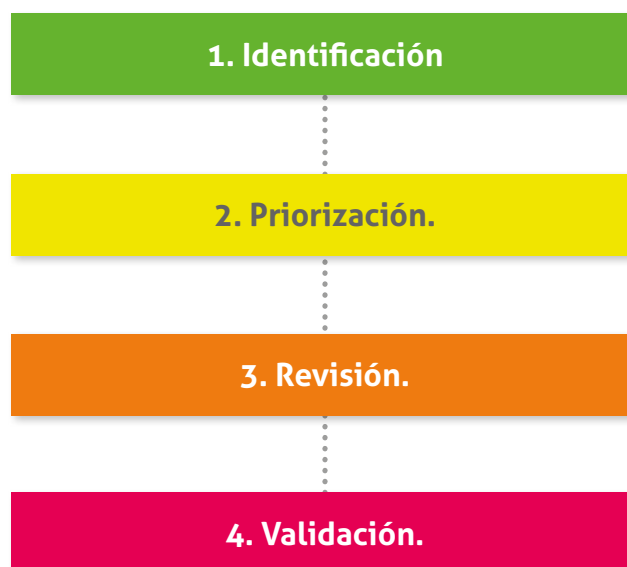 1. Identificación
2. Priorización.
3. Revisión.
4. Validación.